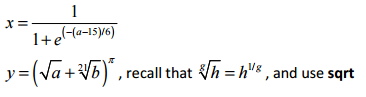 x = 1/(1+e^(-(a-15)/6))
y = (√a + ²¹√b)^π, recall that ᵍ√h = h^(1/g), and use sqrt